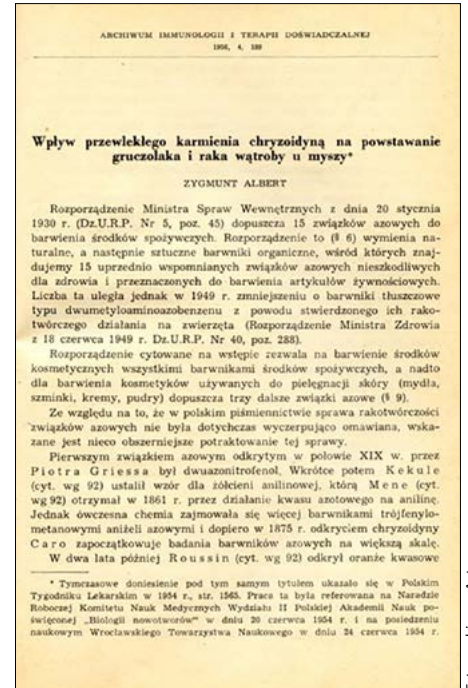 ARCHIWUM IMMUNOLOGII I TERAPII DOŚWIADCZALNEJ
1956, 4, 189
Wpływ przewlekłego karmienia chryzoidyną na powstawanie
gruczolaka i raka wątroby u myszy*
ZYGMUNT ALBERT
Rozporządzenie Ministra Spraw Wewnętrznych z dnia 20 stycznia
1930 r. (Dz.U.R.P. Nr 5, poz. 45) dopuszcza 15 związków azowych do
barwienia środków spożywczych. Rozporządzenie to (§ 6) wymienia na-
turalne, a następnie sztuczne barwniki organiczne, wśród których znaj-
dujemy 15 uprzednio wspomnianych związków azowych nieszkodliwych
dla zdrowia i przeznaczonych do barwienia artykułów żywnościowych.
Liczba ta uległa jednak w 1949 r. zmniejszeniu o barwniki tłuszczowe
typu dwumetyloaminoazobenzenu z powodu stwierdzonego ich rako-
twórczego działania na zwierzęta (Rozporządzenie Ministra Zdrowia
z 18 czerwca 1949 r. Dz.U.R.P. Nr 40, poz. 288).
Rozporządzenie cytowane na wstępie zezwala na barwienie środków
kosmetycznych wszystkimi barwnikami środków spożywczych, a nadto
dla barwienia kosmetyków używanych do pielęgnacji skóry (mydła,
szminki, kremy, pudry) dopuszcza trzy dalsze związki azowe (§ 9).
Ze względu na to, że w polskim piśmiennictwie sprawa rakotwórczości
związków azowych nie była dotychczas wyczerpująco omawiana, wska-
zane jest nieco obszerniejsze potraktowanie tej sprawy.
Pierwszym związkiem azowym odkrytym w połowie XIX w. przez
Piotra Griessa był dwuazonitrofenol. Wkrótce potem Kekule
(cyt. wg 92) ustalił wzór dla żółcieni anilinowej, którą Mene (cyt.
wg 92) otrzymał w 1861 r. przez działanie kwasu azotowego na anilinę.
Jednak ówczesna chemia zajmowała się więcej barwnikami trójfenylo-
metanowymi aniżeli azowymi i dopiero w 1875 r. odkryciem chryzoidyny
Caro zapoczątkowuje badania barwników azowych na większą skalę.
W dwa lata później Roussin (cyt. wg 92) odkrył oranże kwasowe
* Tymczasowe doniesienie pod tym samym tytułem ukazało się w Polskim
Tygodniku Lekarskim w 1954 r., str. 1565. Praca ta była referowana na Naradzie
Roboczej Komitetu Nauk Medycznych Wydziału II Polskiej Akademii Nauk po-
święconej „Biologii nowotworów" w dniu 20 czerwca 1954 r. i na posiedzeniu
naukowym Wrocławskiego Towarzystwa Naukowego w dniu 24 czerwca 1954 r.